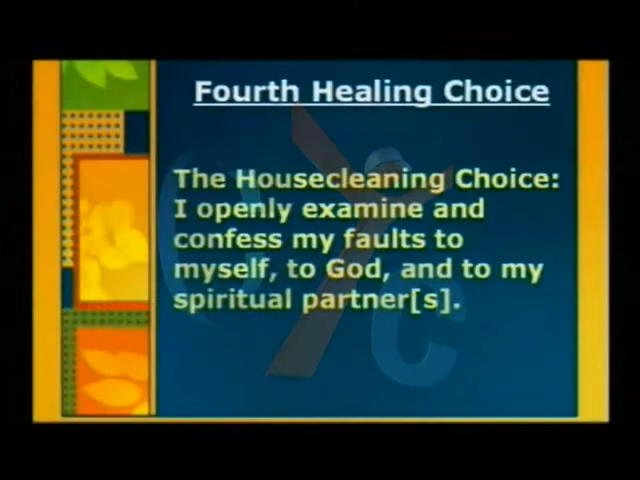 Fourth Healing Choice
The Housecleaning Choice:
I openly examine and
confess my faults to
myself, to God, and to my
spiritual partner[s].